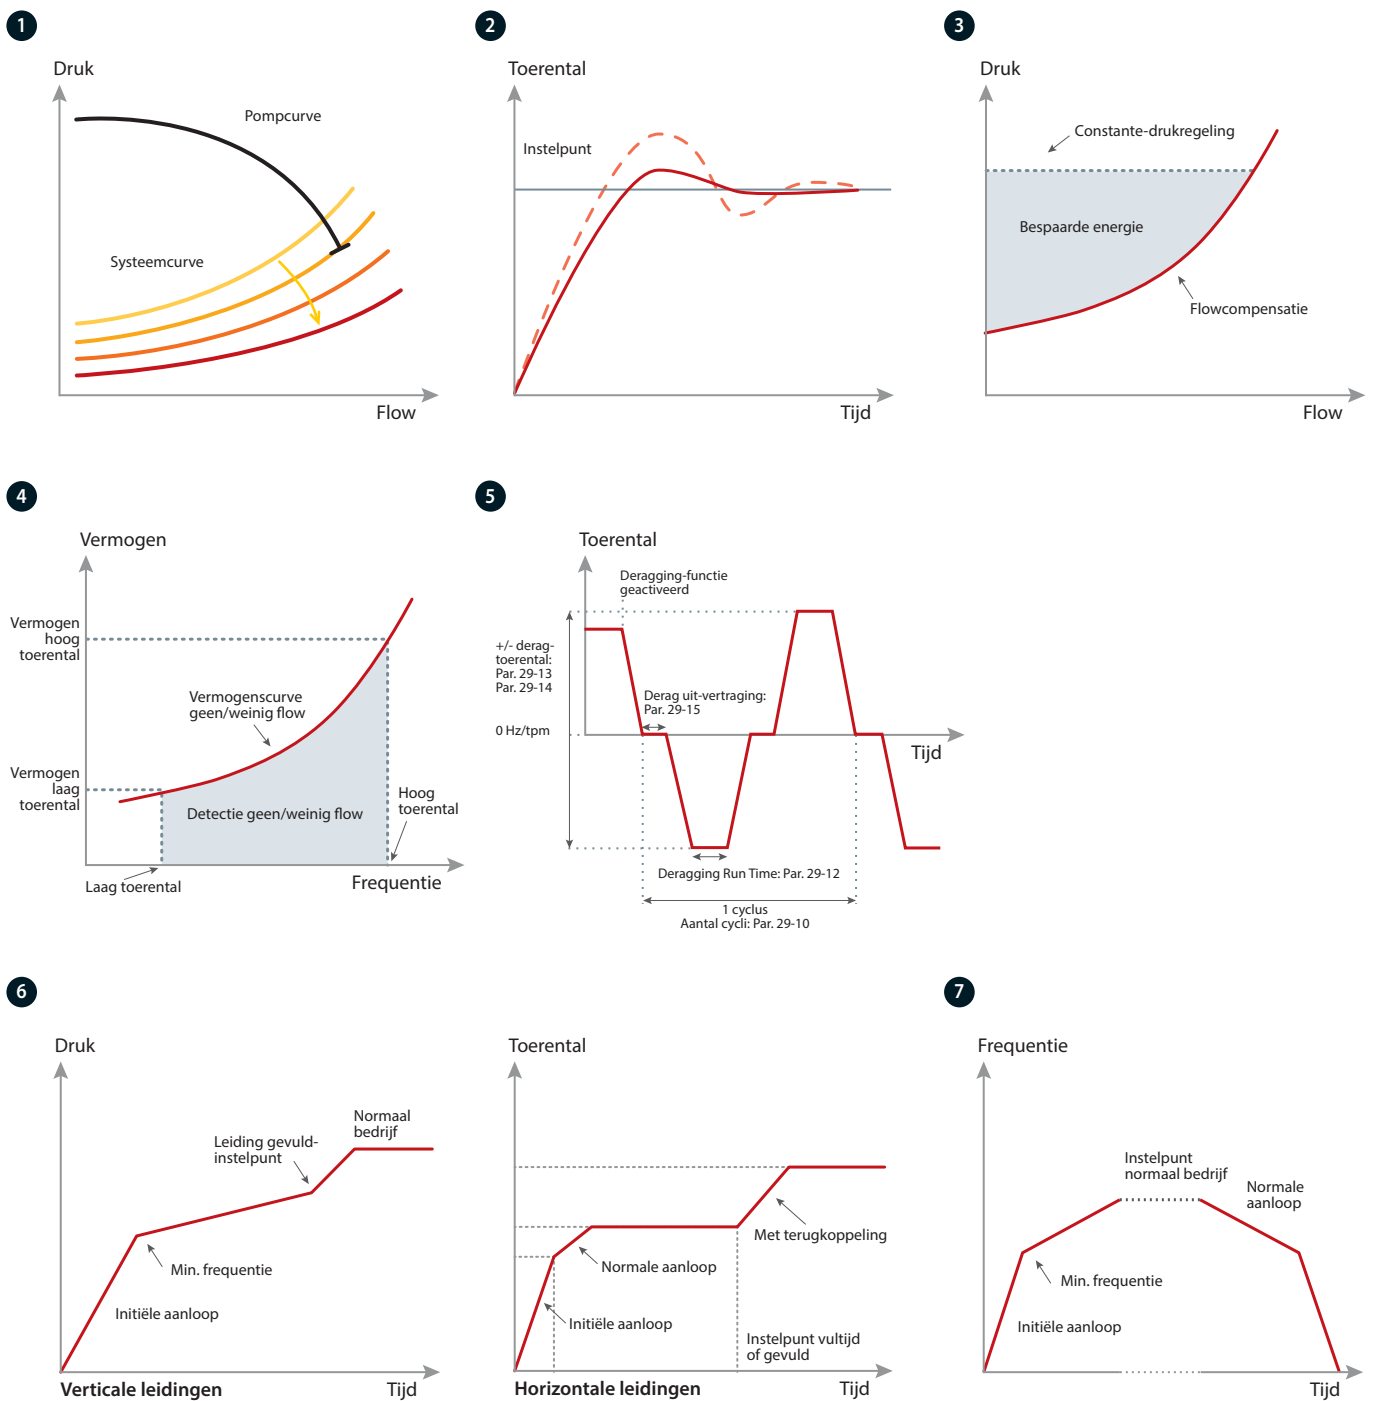 1
Druk
Pompcurve
Systeemcurve
Flow
2
Toerental
Instelpunt
Tijd
3
Druk
Constante-drukregeling
Bespaarde energie
Flowcompensatie
Flow
4
Vermogen
Vermogen
hoog
toerental
Vermogenscurve
geen/weinig flow
Vermogen
laag
toerental
Detectie geen/weinig flow
Hoog
toerental
Laag toerental
Frequentie
5
Toerental
Deragging-functie
geactiveerd
+/- derag-
toerental:
Par. 29-13
Par. 29-14
Derag uit-vertraging:
Par. 29-15
0 Hz/tpm
Tijd
Deragging Run Time: Par. 29-12
1 cyclus
Aantal cycli: Par. 29-10
6
Druk
Normaal
bedrijf
Leiding gevuld-
instelpunt
Min. frequentie
Initiële aanloop
Verticale leidingen
Tijd
Toerental
Met terugkoppeling
Normale aanloop
Initiële aanloop
Instelpunt vultijd
of gevuld
Horizontale leidingen
Tijd
7
Frequentie
Instelpunt
normaal bedrijf
Normale
aanloop
Min. frequentie
Initiële aanloop
Tijd